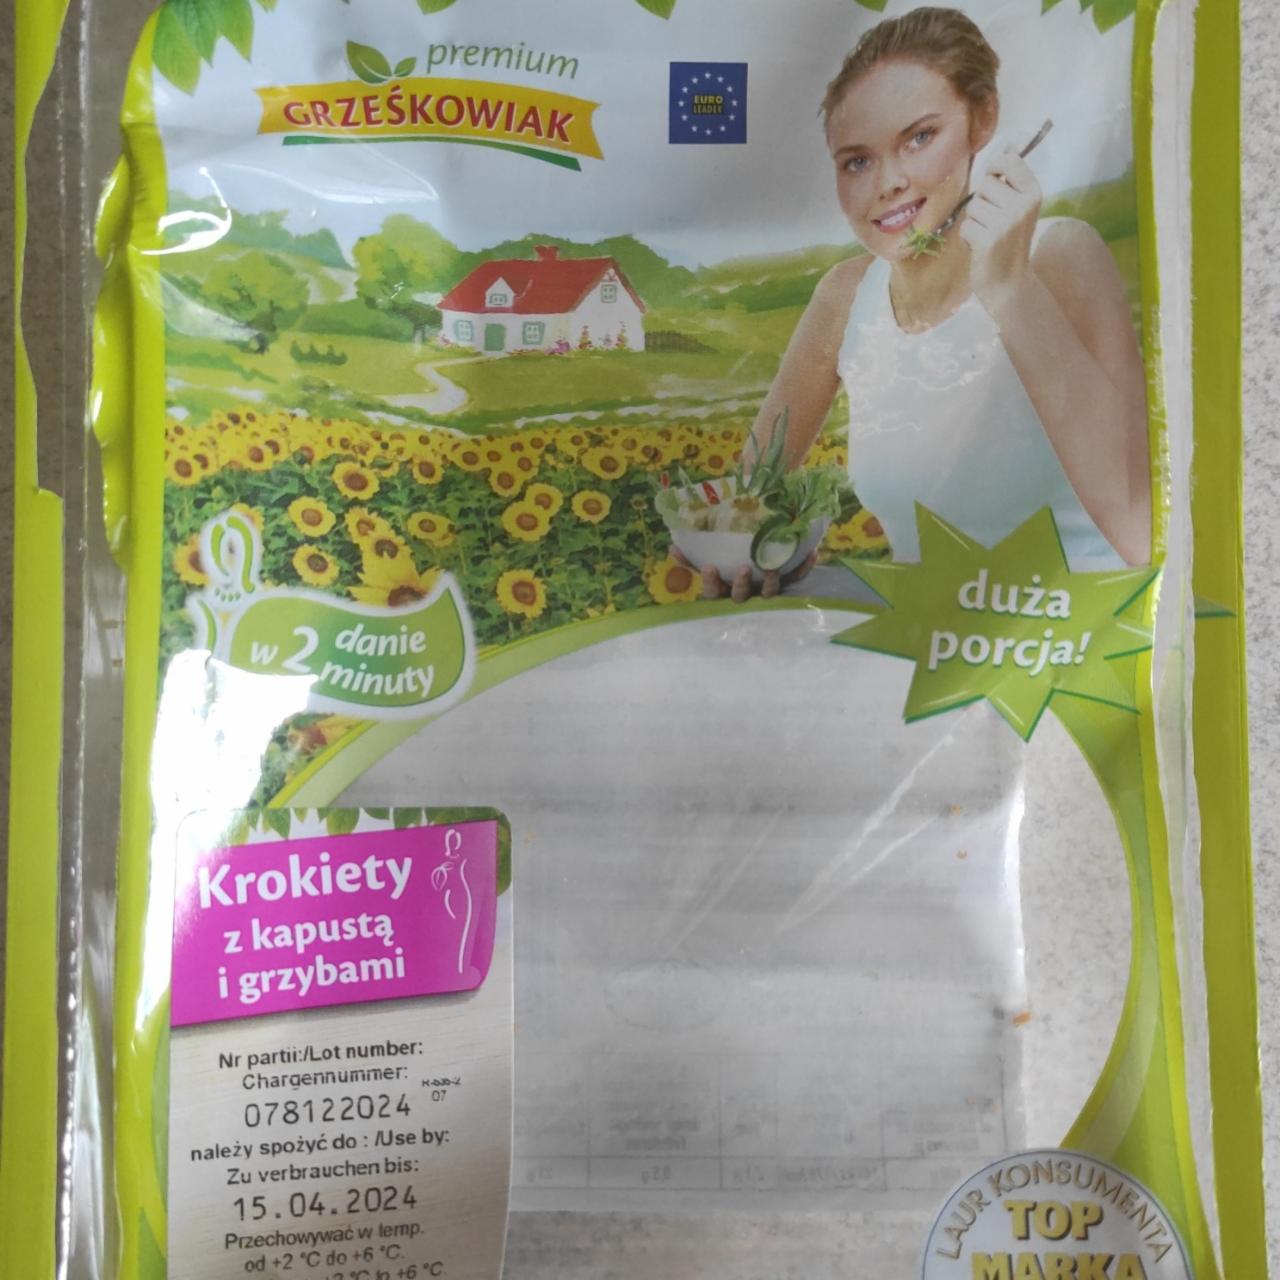 premium
GRZEŚKOWIAK
EURO
LEADER
danie
w 2 minuty
duża
porcja!
Krokiety
z kapustą
i grzybami
Nr partii:/Lot number:
Chargennummer:
07
078122024
należy spożyć do : /Use by:
Zu verbrauchen bis:
15.04.2024
Przechowywać w temp.
od +2 °C do +6 °C.
+6 °C.
LAUR KONSUMENTA
TOP
MARKA